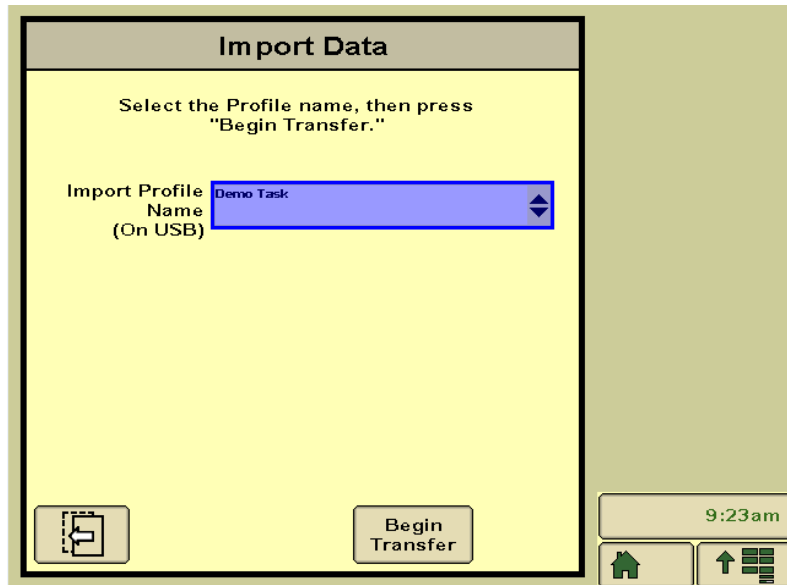 Import Data
Select the Profile name, then press
"Begin Transfer."
Import Profile
Name
(On USB)
Demo Task
Begin
Transfer
9:23am